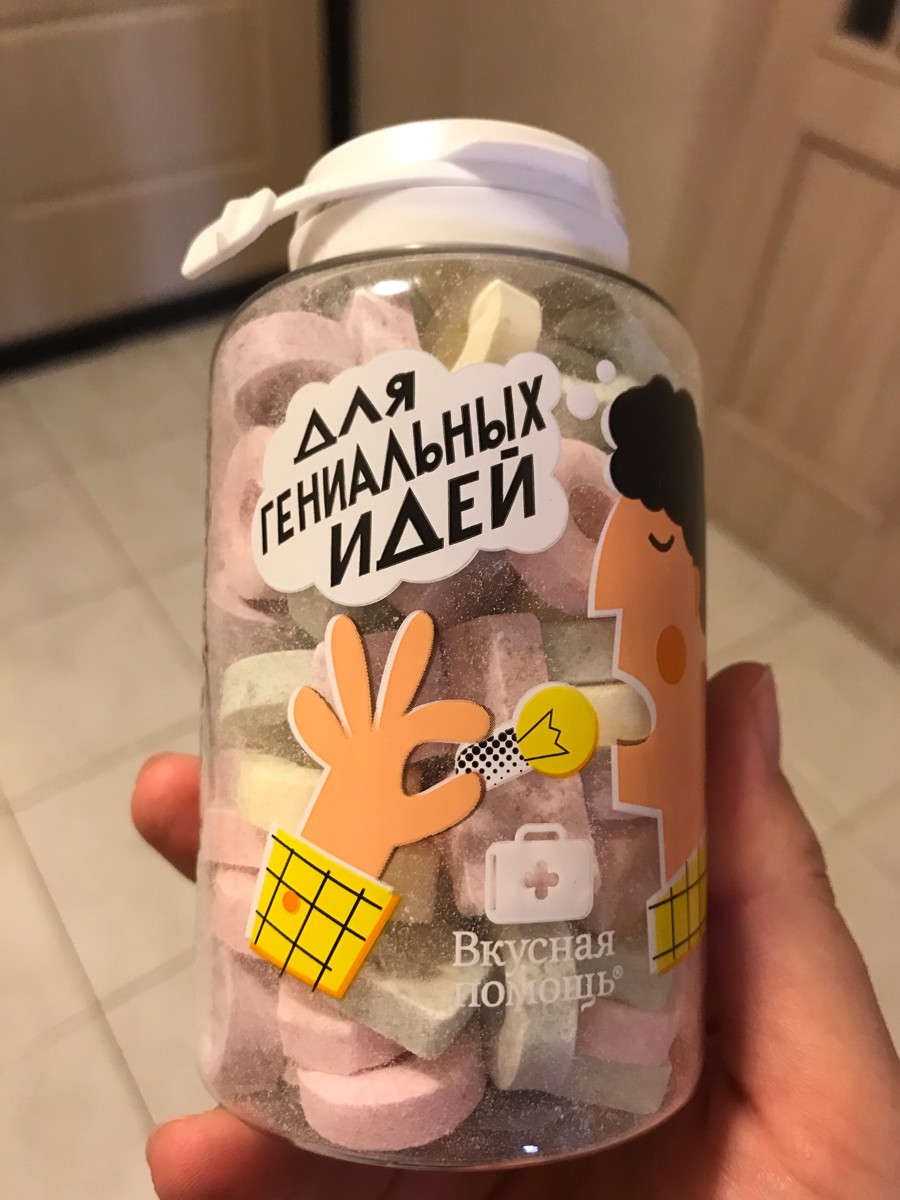 ДЛЯ
ГЕНИАЛЬНЫХ
ИДЕЙ
Вкусная
помощь®